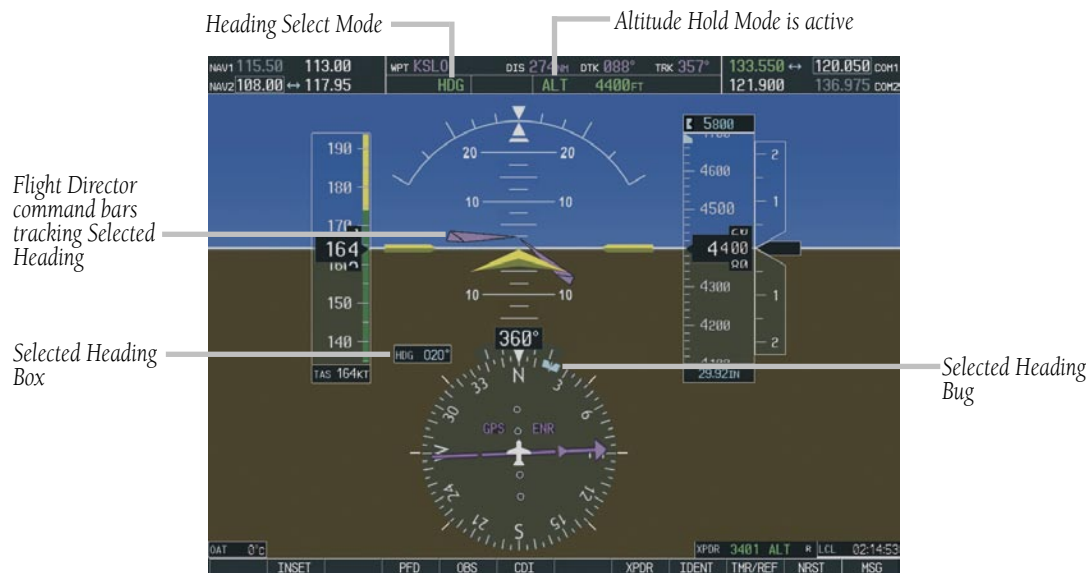 Heading Select Mode
Altitude Hold Mode is active
NAV1 115.50 113.00
WPT KSLO DIS 274NM DTK 088° TRK 357°
133.550 ↔ 120.050 COM1
NAV2 108.00 ↔ 117.95
HDG ALT 4400FT
121.900 136.975 COM2
Flight Director
command bars
tracking Selected
Heading
190
180
170
164
150
140
TAS 164KT
20 20
10 10
10 10
5800
4600
4500
4400
4300
4200
29.92IN
2
1
1
2
Selected Heading
Box
HDG 020°
360°
Selected Heading
Bug
N
3
6
12
15
S
21
24
30
33
GPS ENR
OAT 0°C
XPDR 3401 ALT R LCL 02:14:53
INSET PFD OBS CDI XPDR IDENT TMR/REF NRST MSG